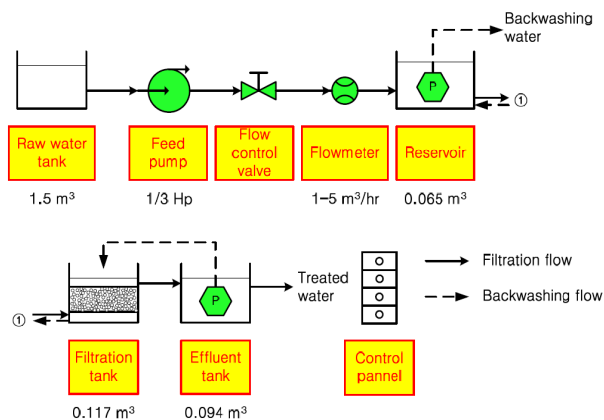 Backwashing
water
P
①
Raw water
tank
Feed
pump
Flow
control
valve
Flowmeter
Reservoir
1.5 m³
1/3 Hp
1-5 m³/hr
0.065 m³
P
Treated
water
Filtration flow
Backwashing flow
①
Filtration
tank
Effluent
tank
Control
pannel
0.117 m³
0.094 m³